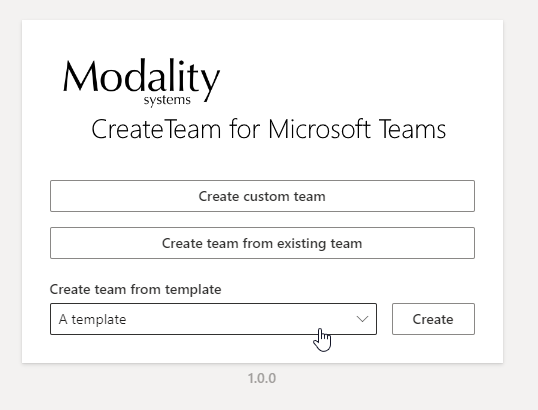 Modality
systems
CreateTeam for Microsoft Teams
Create custom team
Create team from existing team
Create team from template
A template
Create
1.0.0